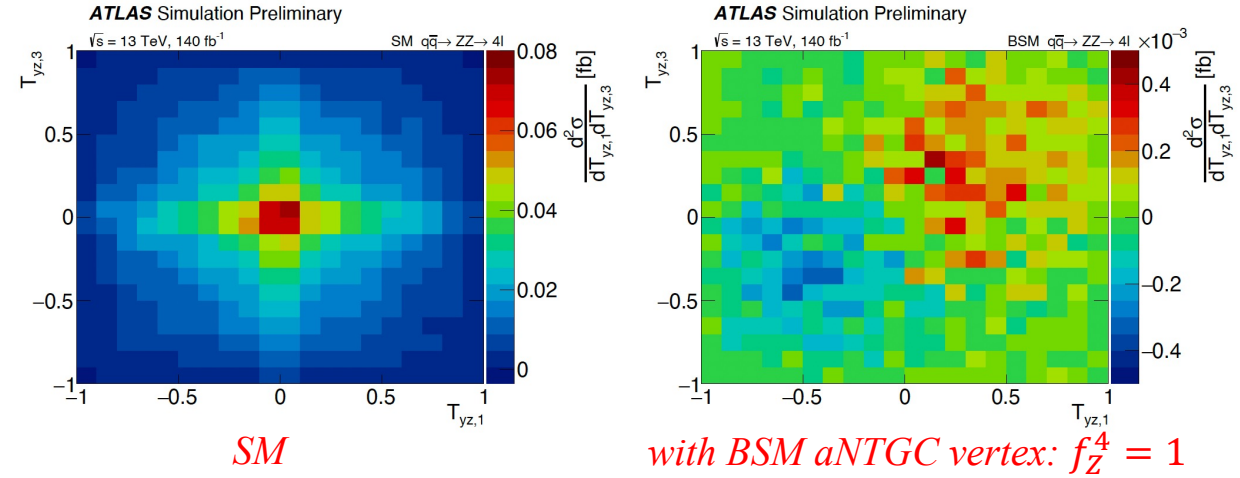 ATLAS Simulation Preliminary
√s = 13 TeV, 140 fb⁻¹ SM qq̅→ ZZ→ 4l
T_yz,3
1
0.5
0
−0.5
−1
−1 −0.5 0 0.5 1
T_yz,1
0.08
0.06
0.04
0.02
0
d²σ / dT_yz,1dT_yz,3 [fb]
SM
ATLAS Simulation Preliminary
√s = 13 TeV, 140 fb⁻¹ BSM qq̅→ ZZ→ 4l ×10⁻³
T_yz,3
1
0.5
0
−0.5
−1
−1 −0.5 0 0.5 1
T_yz,1
0.4
0.2
0
−0.2
−0.4
d²σ / dT_yz,1dT_yz,3 [fb]
with BSM aNTGC vertex: f_Z^4 = 1